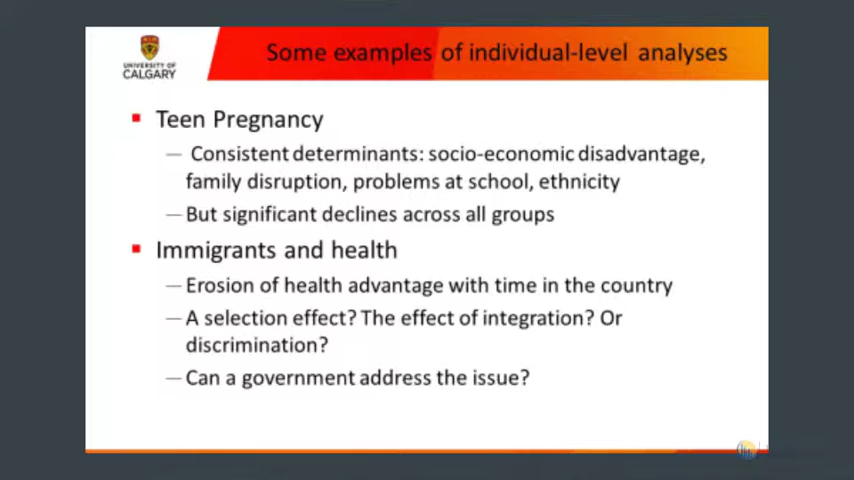 UNIVERSITY OF
CALGARY
Some examples of individual-level analyses
▪ Teen Pregnancy
— Consistent determinants: socio-economic disadvantage,
family disruption, problems at school, ethnicity
— But significant declines across all groups
▪ Immigrants and health
— Erosion of health advantage with time in the country
— A selection effect? The effect of integration? Or
discrimination?
— Can a government address the issue?